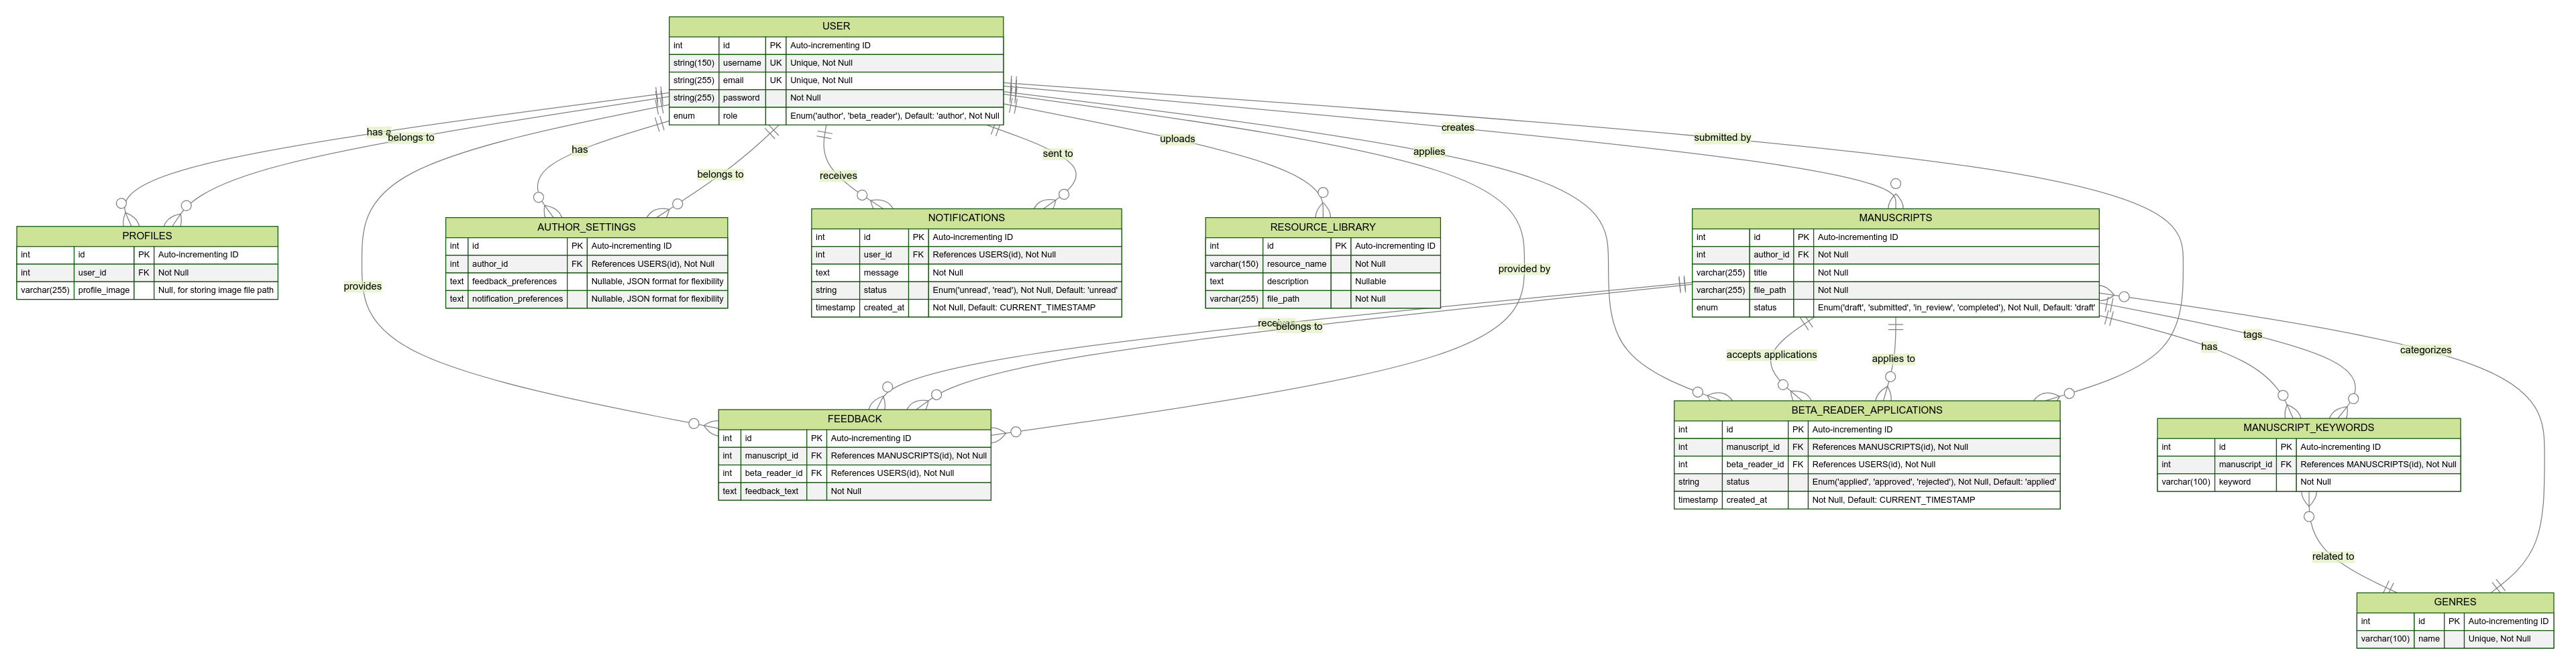 USER
int id PK Auto-incrementing ID
string(150) username UK Unique, Not Null
string(255) email UK Unique, Not Null
string(255) password Not Null
enum role Enum('author', 'beta_reader'), Default: 'author', Not Null
has a
belongs to
provides
has
belongs to
receives
sent to
uploads
provided by
applies
creates
submitted by
PROFILES
int id PK Auto-incrementing ID
int user_id FK Not Null
varchar(255) profile_image Null, for storing image file path
AUTHOR_SETTINGS
int id PK Auto-incrementing ID
int author_id FK References USERS(id), Not Null
text feedback_preferences Nullable, JSON format for flexibility
text notification_preferences Nullable, JSON format for flexibility
NOTIFICATIONS
int id PK Auto-incrementing ID
int user_id FK References USERS(id), Not Null
text message Not Null
string status Enum('unread', 'read'), Not Null, Default: 'unread'
timestamp created_at Not Null, Default: CURRENT_TIMESTAMP
RESOURCE_LIBRARY
int id PK Auto-incrementing ID
varchar(150) resource_name Not Null
text description Nullable
varchar(255) file_path Not Null
MANUSCRIPTS
int id PK Auto-incrementing ID
int author_id FK Not Null
varchar(255) title Not Null
varchar(255) file_path Not Null
enum status Enum('draft', 'submitted', 'in_review', 'completed'), Not Null, Default: 'draft'
belongs to
accepts applications
applies to
has
tags
categorizes
FEEDBACK
int id PK Auto-incrementing ID
int manuscript_id FK References MANUSCRIPTS(id), Not Null
int beta_reader_id FK References USERS(id), Not Null
text feedback_text Not Null
BETA_READER_APPLICATIONS
int id PK Auto-incrementing ID
int manuscript_id FK References MANUSCRIPTS(id), Not Null
int beta_reader_id FK References USERS(id), Not Null
string status Enum('applied', 'approved', 'rejected'), Not Null, Default: 'applied'
timestamp created_at Not Null, Default: CURRENT_TIMESTAMP
MANUSCRIPT_KEYWORDS
int id PK Auto-incrementing ID
int manuscript_id FK References MANUSCRIPTS(id), Not Null
varchar(100) keyword Not Null
related to
GENRES
int id PK Auto-incrementing ID
varchar(100) name Unique, Not Null